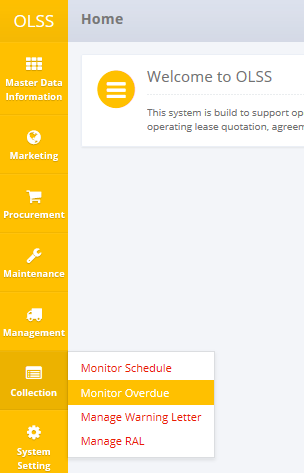 OLSS
Home
Master Data
Information
Welcome to OLSS
This system is build to support op
operating lease quotation, agreem
Marketing
Procurement
Maintenance
Management
Collection
Monitor Schedule
Monitor Overdue
Manage Warning Letter
Manage RAL
System
Setting